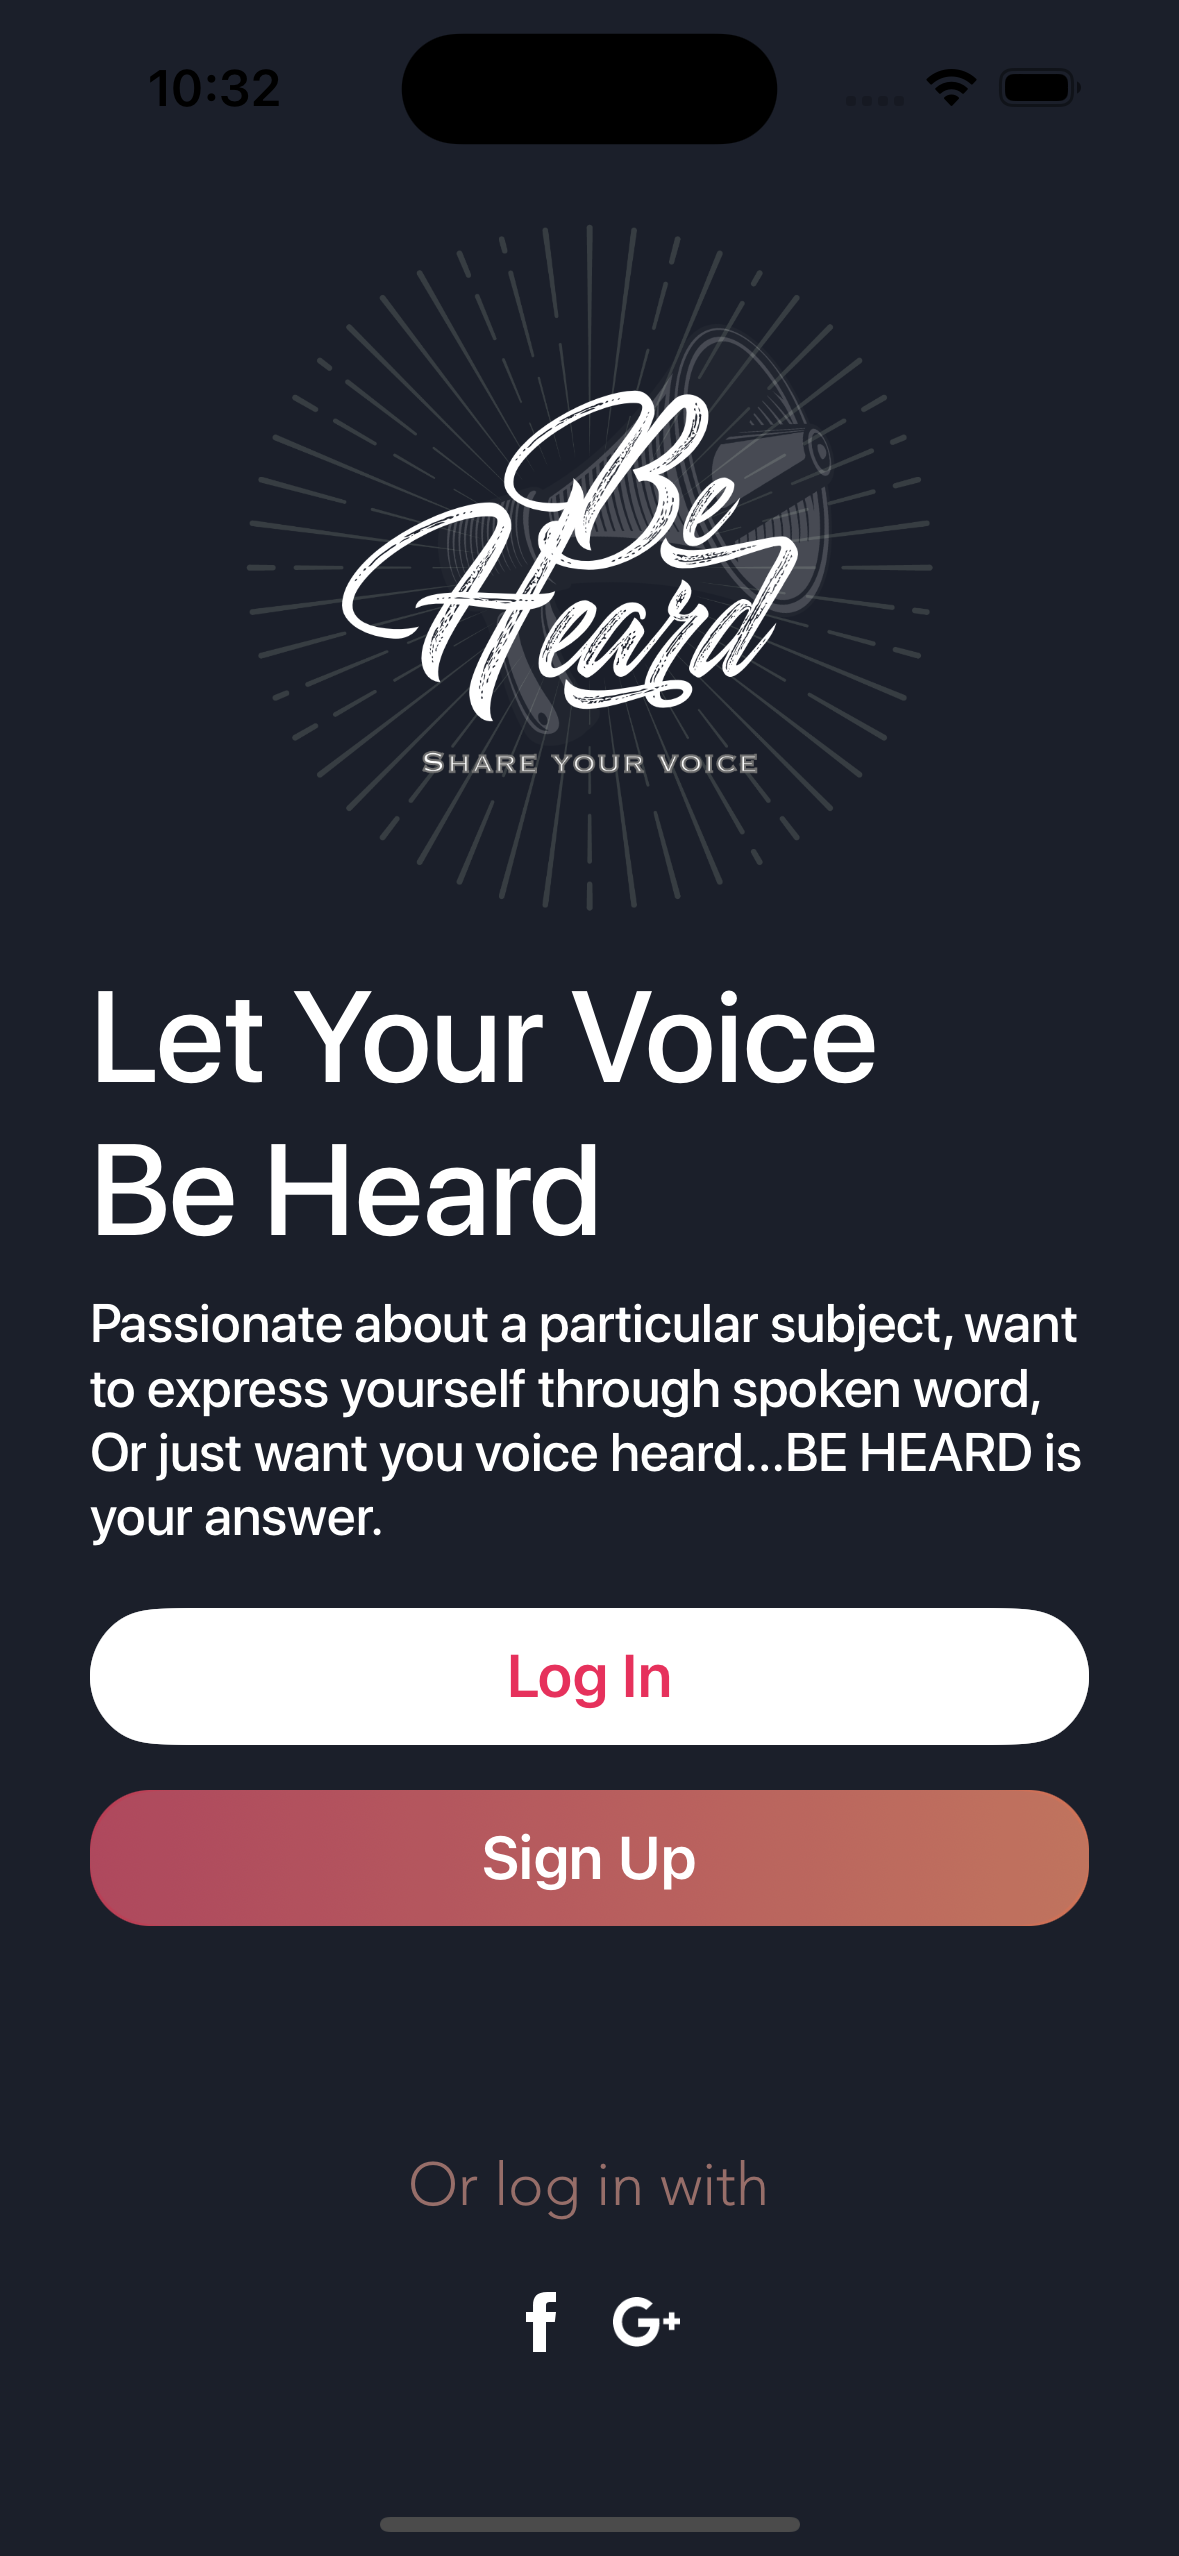 10:32
Be
Heard
Share your voice
Let Your Voice
Be Heard
Passionate about a particular subject, want
to express yourself through spoken word,
Or just want you voice heard...BE HEARD is
your answer.
Log In
Sign Up
Or log in with
f G+